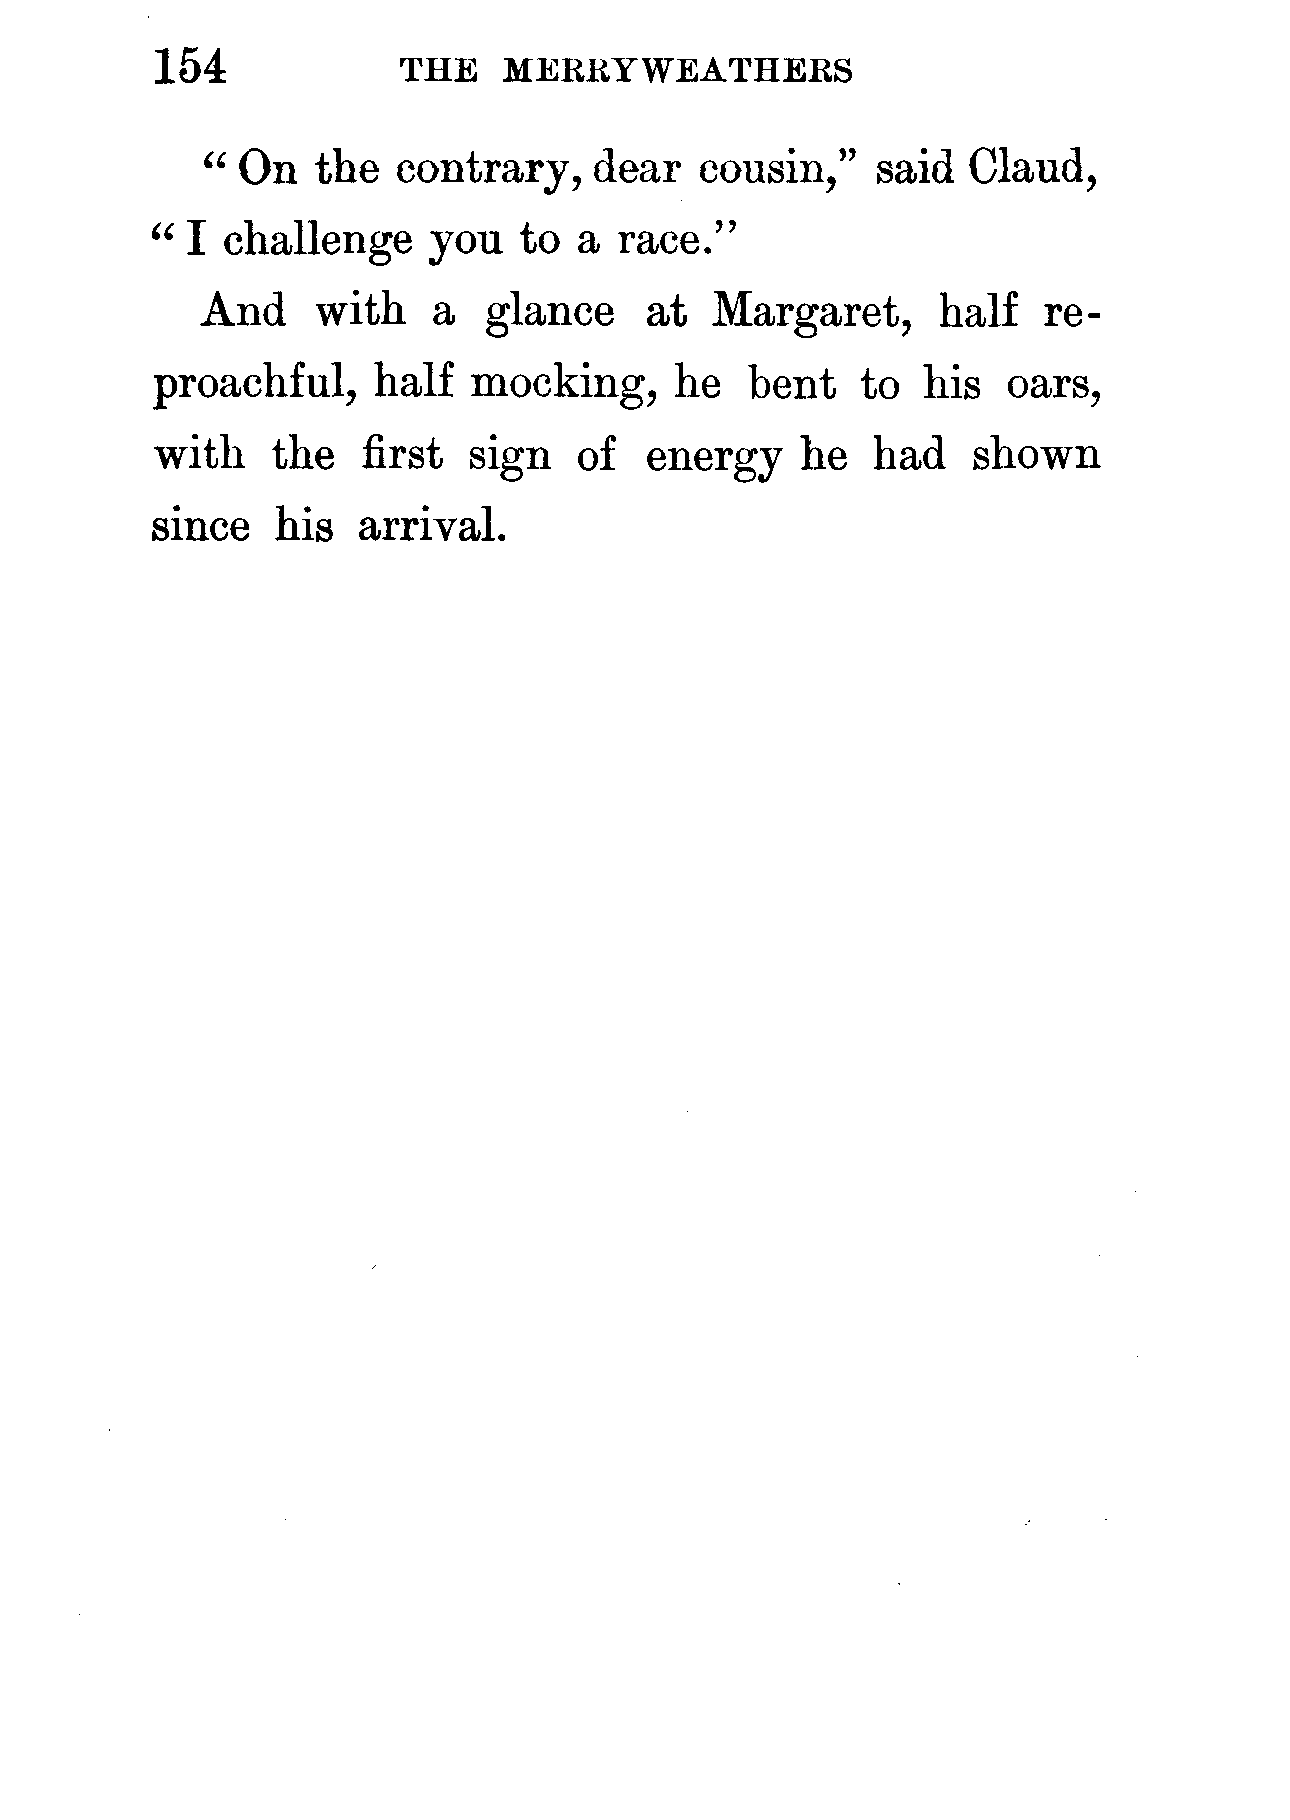 154 THE MERRYWEATHERS
“ On the contrary, dear cousin,” said Claud,
“ I challenge you to a race.”
And with a glance at Margaret, half re-
proachful, half mocking, he bent to his oars,
with the first sign of energy he had shown
since his arrival.